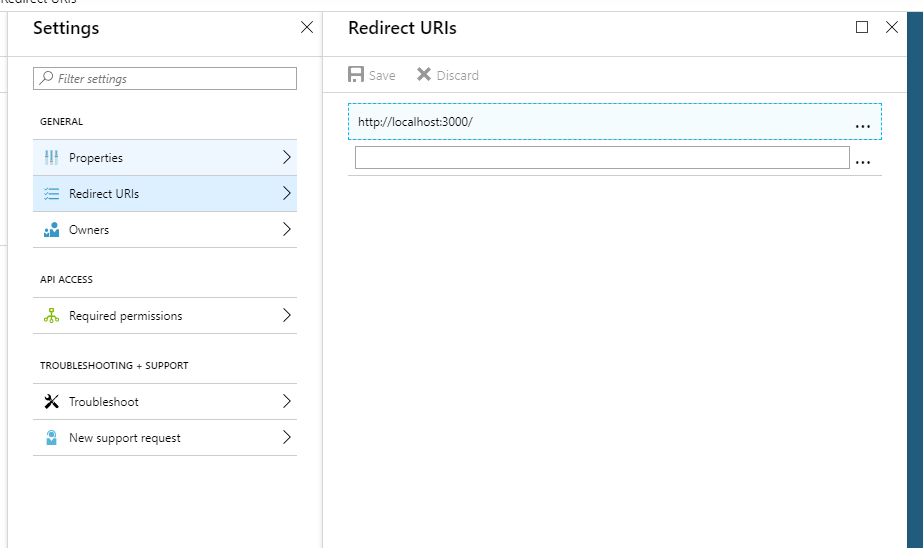 Redirect URIs
Settings
Filter settings
GENERAL
Properties
Redirect URIs
Owners
API ACCESS
Required permissions
TROUBLESHOOTING + SUPPORT
Troubleshoot
New support request
Redirect URIs
Save Discard
http://localhost:3000/ ...
...